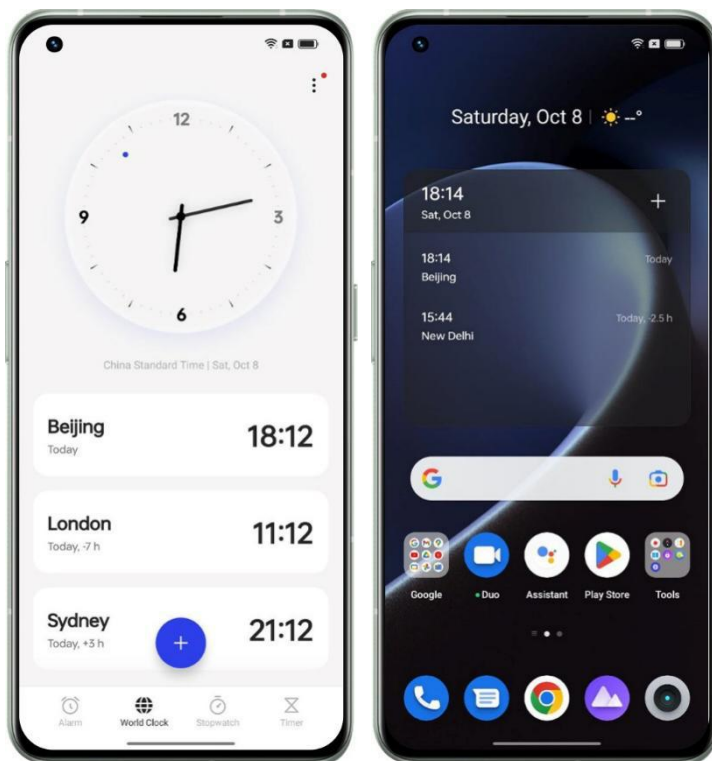 12
9
3
6
China Standard Time | Sat, Oct 8
Beijing
Today
18:12
London
Today, -7 h
11:12
Sydney
Today, +3 h
21:12
Alarm
World Clock
Stopwatch
Timer
Saturday, Oct 8 | --°
18:14
Sat, Oct 8
18:14
Today
Beijing
15:44
Today, -2.5 h
New Delhi
Google
Duo
Assistant
Play Store
Tools